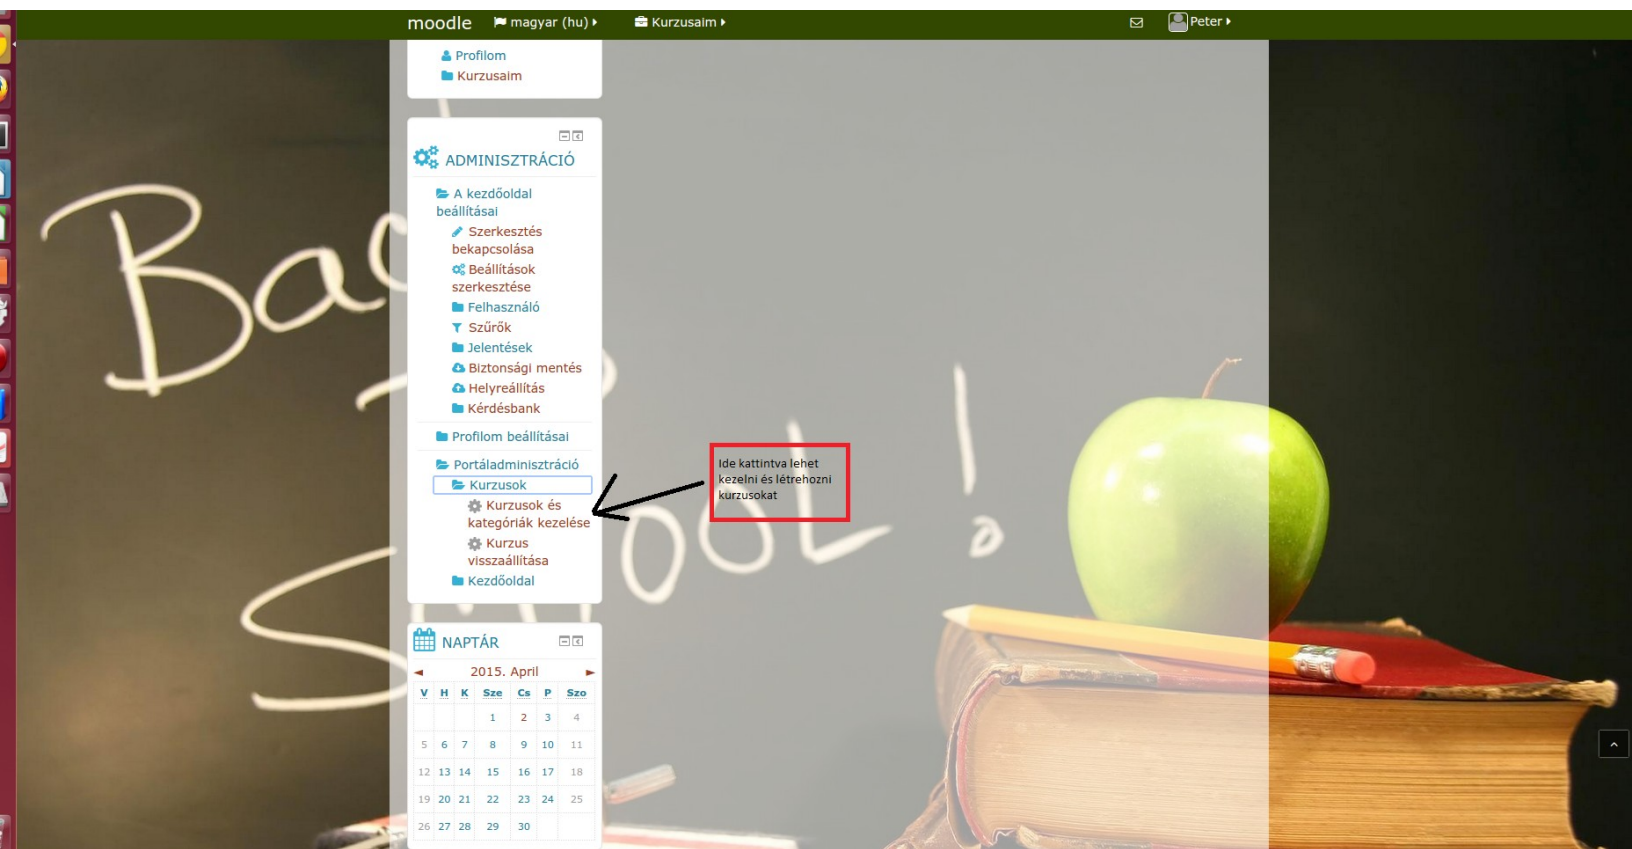 moodle magyar (hu) Kurzusaim Peter
Profilom
Kurzusaim
ADMINISZTRÁCIÓ
A kezdőoldal
beállításai
Szerkesztés
bekapcsolása
Beállítások
szerkesztése
Felhasználó
Szűrők
Jelentések
Biztonsági mentés
Helyreállítás
Kérdésbank
Profilom beállításai
Portáladminisztráció
Kurzusok
Kurzusok és
kategóriák kezelése
Kurzus
visszaállítása
Kezdőoldal
Ide kattintva lehet
kezelni és létrehozni
kurzusokat
NAPTÁR
2015. April
V H K Sze Cs P Szo
1 2 3 4
5 6 7 8 9 10 11
12 13 14 15 16 17 18
19 20 21 22 23 24 25
26 27 28 29 30